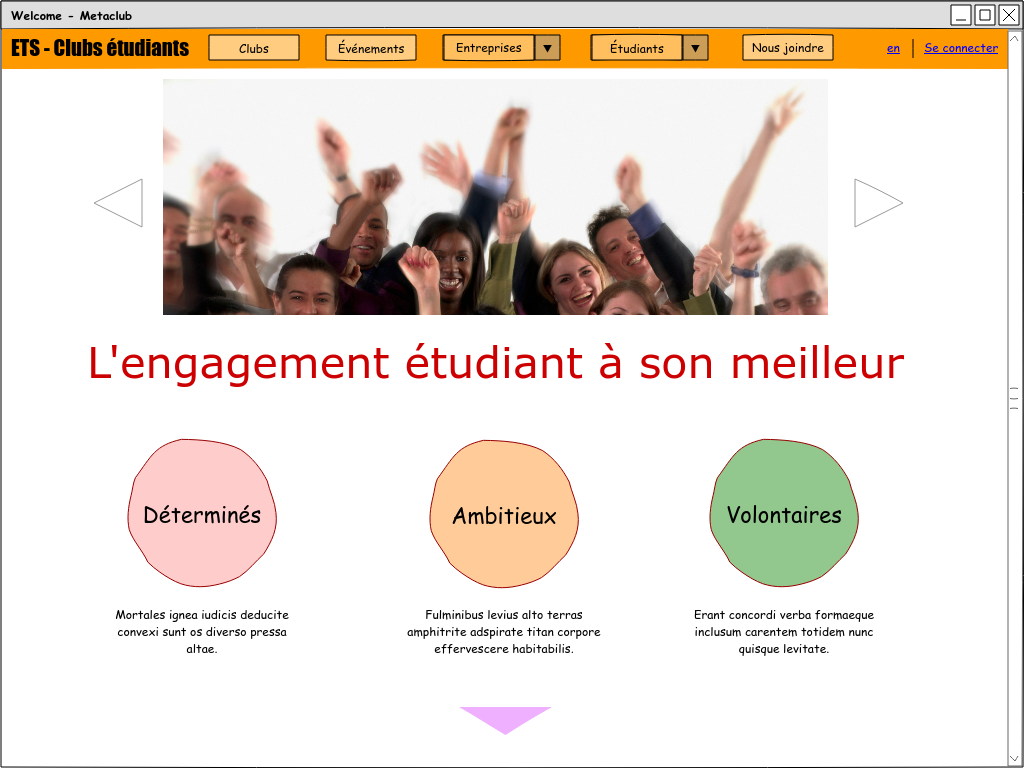 Welcome - Metaclub
ETS - Clubs étudiants
Clubs
Événements
Entreprises ▼
Étudiants ▼
Nous joindre
en | Se connecter
L'engagement étudiant à son meilleur
Déterminés
Ambitieux
Volontaires
Mortales ignea iudicis deducite
convexi sunt os diverso pressa
altae.
Fulminibus levius alto terras
amphitrite adspirate titan corpore
effervescere habitabilis.
Erant concordi verba formaeque
inclusum carentem totidem nunc
quisque levitate.